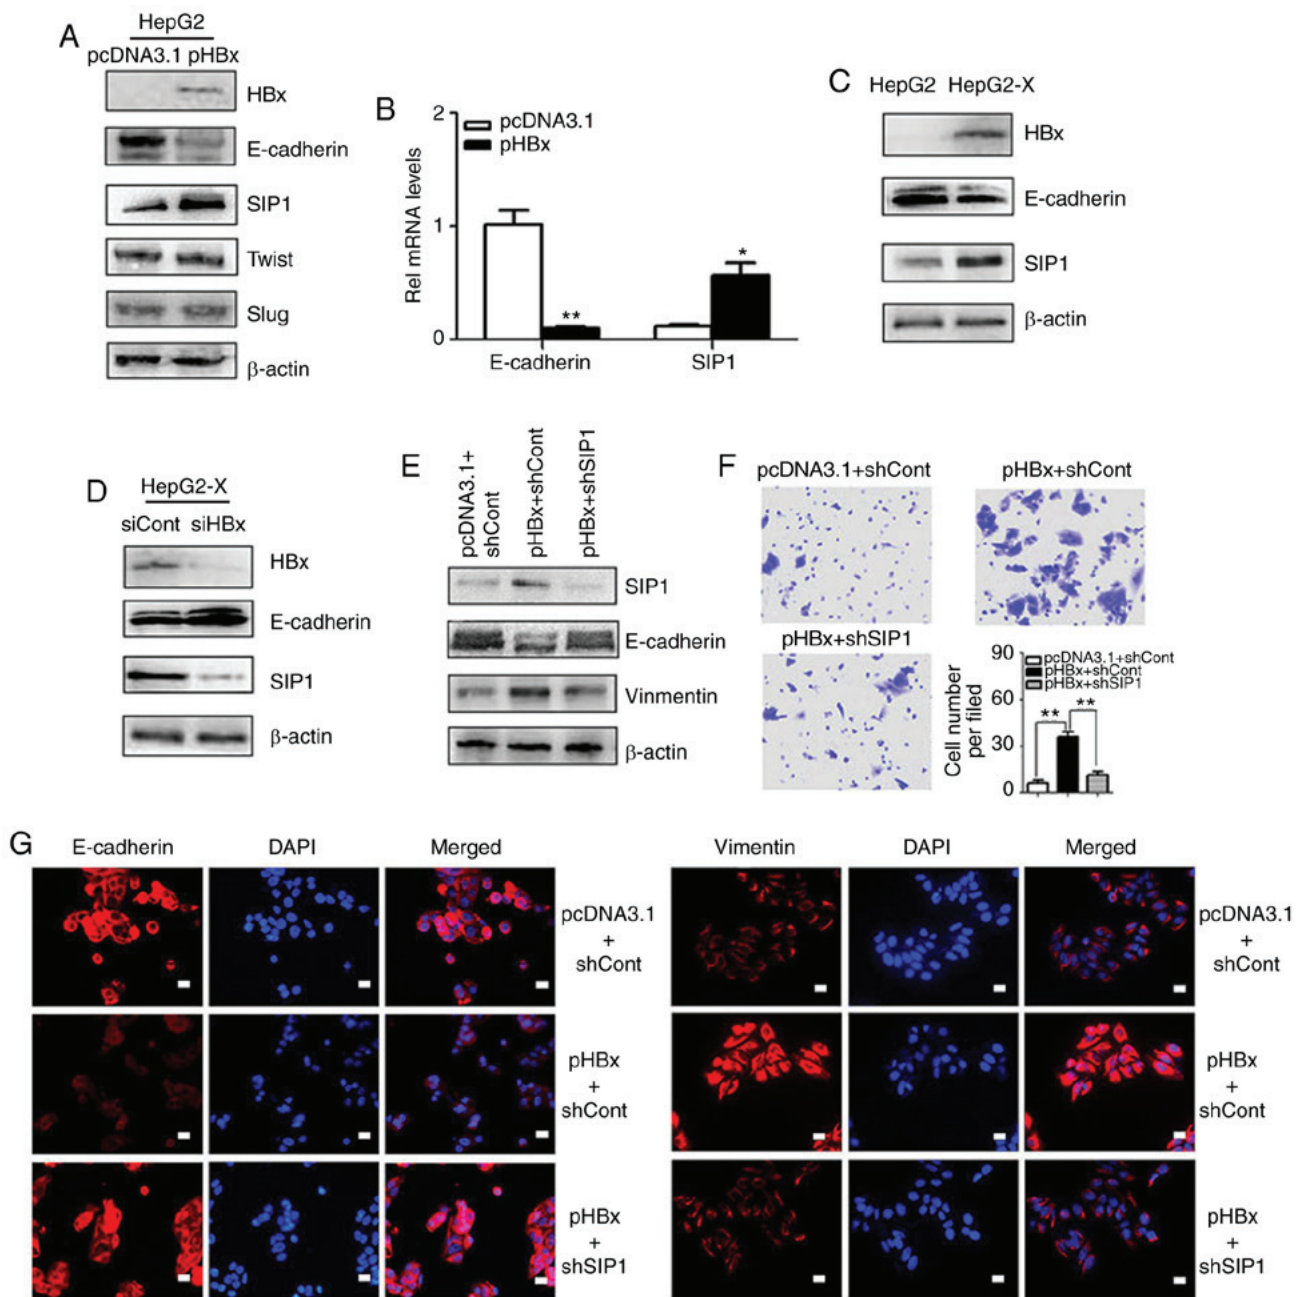 A
HepG2
pcDNA3.1 pHBx
HBx
E-cadherin
SIP1
Twist
Slug
β-actin
B
2
1
0
Rel mRNA levels
pcDNA3.1
pHBx
**
*
E-cadherin
SIP1
C
HepG2 HepG2-X
HBx
E-cadherin
SIP1
β-actin
D
HepG2-X
siCont siHBx
HBx
E-cadherin
SIP1
β-actin
E
pcDNA3.1+
shCont
pHBx+shCont
pHBx+shSIP1
SIP1
E-cadherin
Vinmentin
β-actin
F
pcDNA3.1+shCont
pHBx+shCont
pHBx+shSIP1
90
60
30
0
Cell number
per filed
pcDNA3.1+shCont
pHBx+shCont
pHBx+shSIP1
**
**
G
E-cadherin
DAPI
Merged
pcDNA3.1
+
shCont
pHBx
+
shCont
pHBx
+
shSIP1
Vimentin
DAPI
Merged
pcDNA3.1
+
shCont
pHBx
+
shCont
pHBx
+
shSIP1